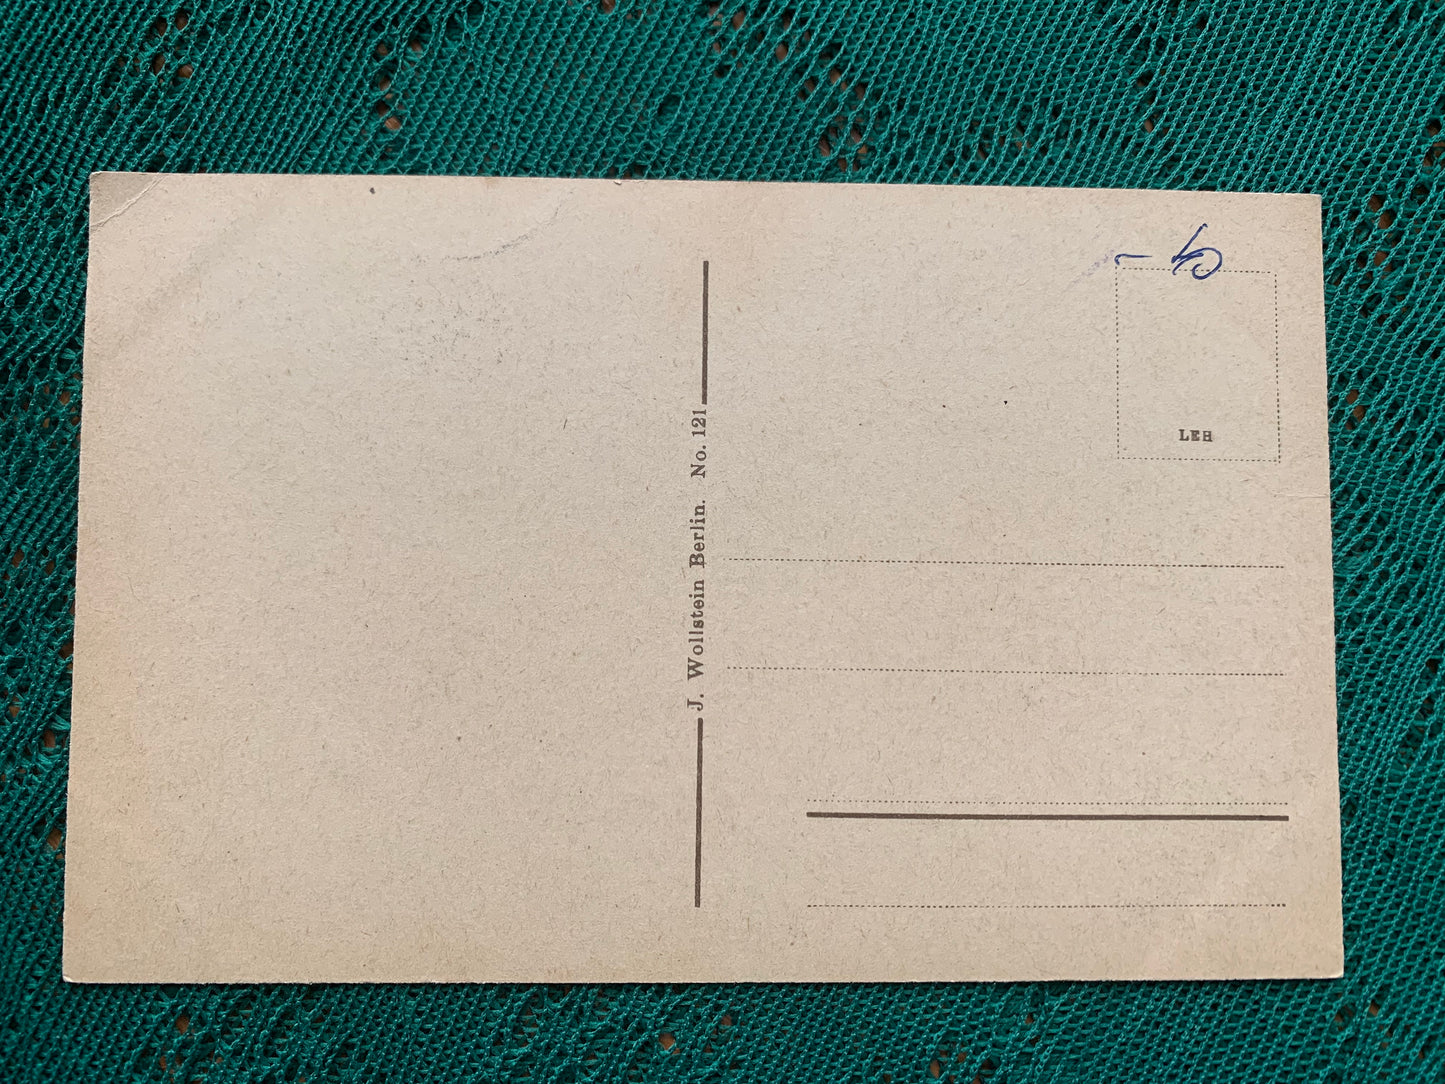 - 40
LEH
J. Wollstein Berlin. No. 121